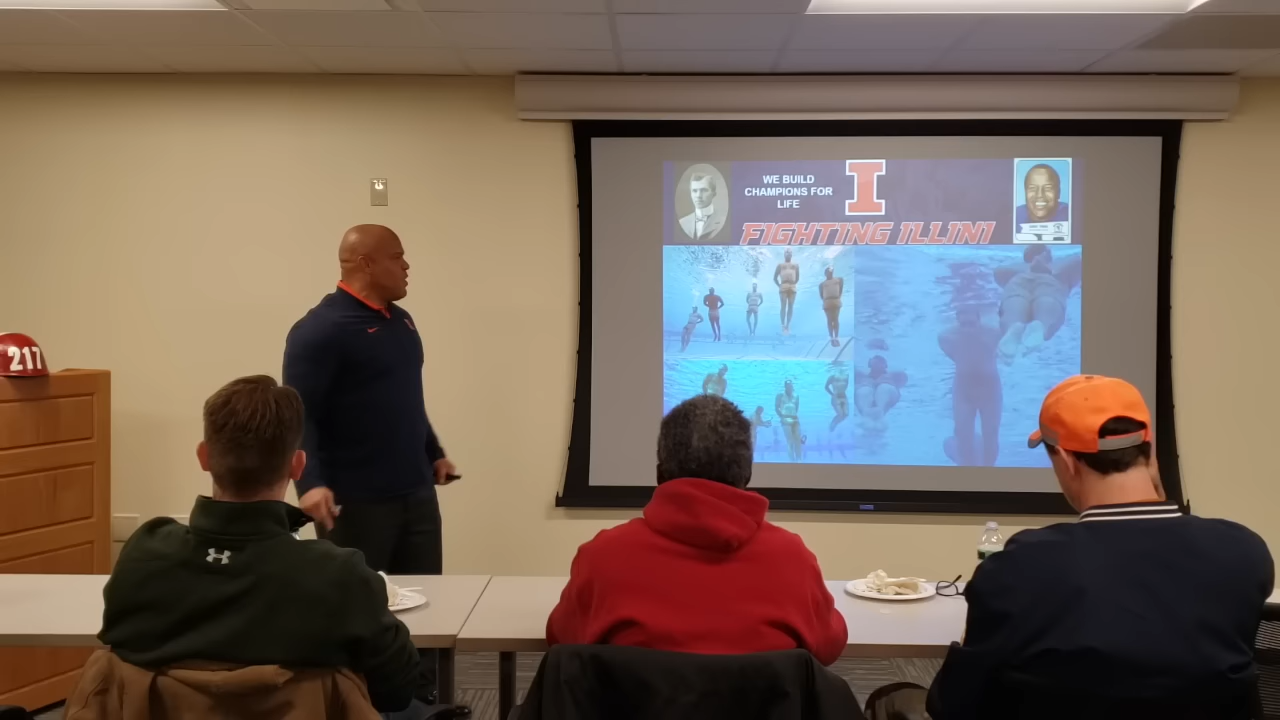 WE BUILD
CHAMPIONS FOR
LIFE
I
FIGHTING ILLINI
217